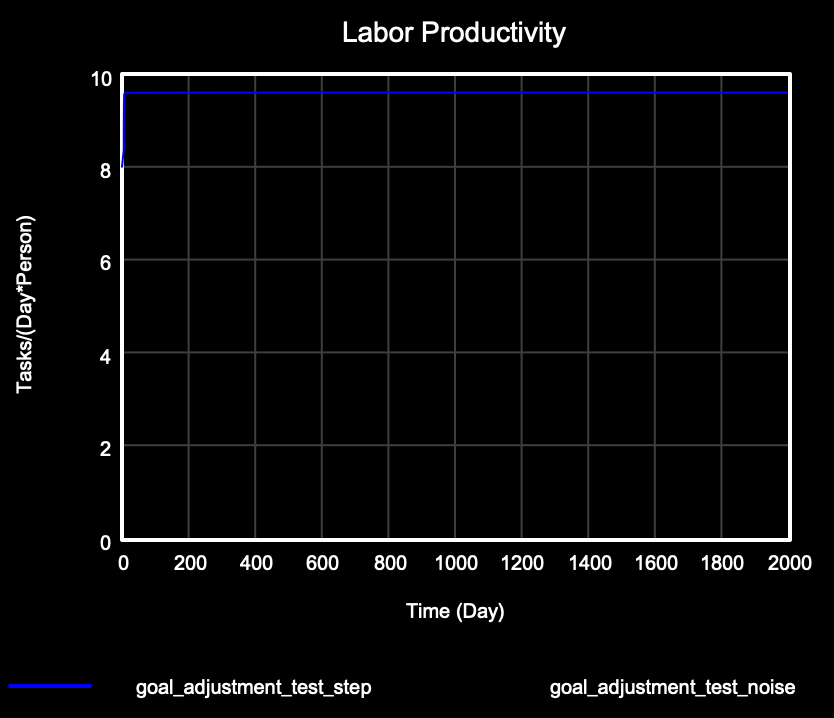 Labor Productivity
10
8
6
4
2
0
Tasks/(Day*Person)
0 200 400 600 800 1000 1200 1400 1600 1800 2000
Time (Day)
goal_adjustment_test_step goal_adjustment_test_noise